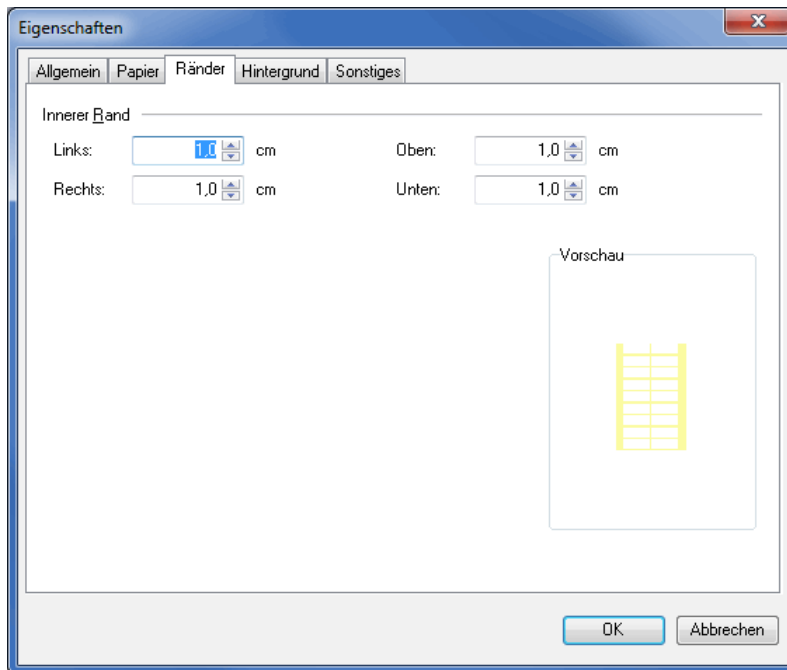 Eigenschaften
Allgemein Papier Ränder Hintergrund Sonstiges
Innerer Rand
Links: 1,0 cm Oben: 1,0 cm
Rechts: 1,0 cm Unten: 1,0 cm
Vorschau
OK Abbrechen